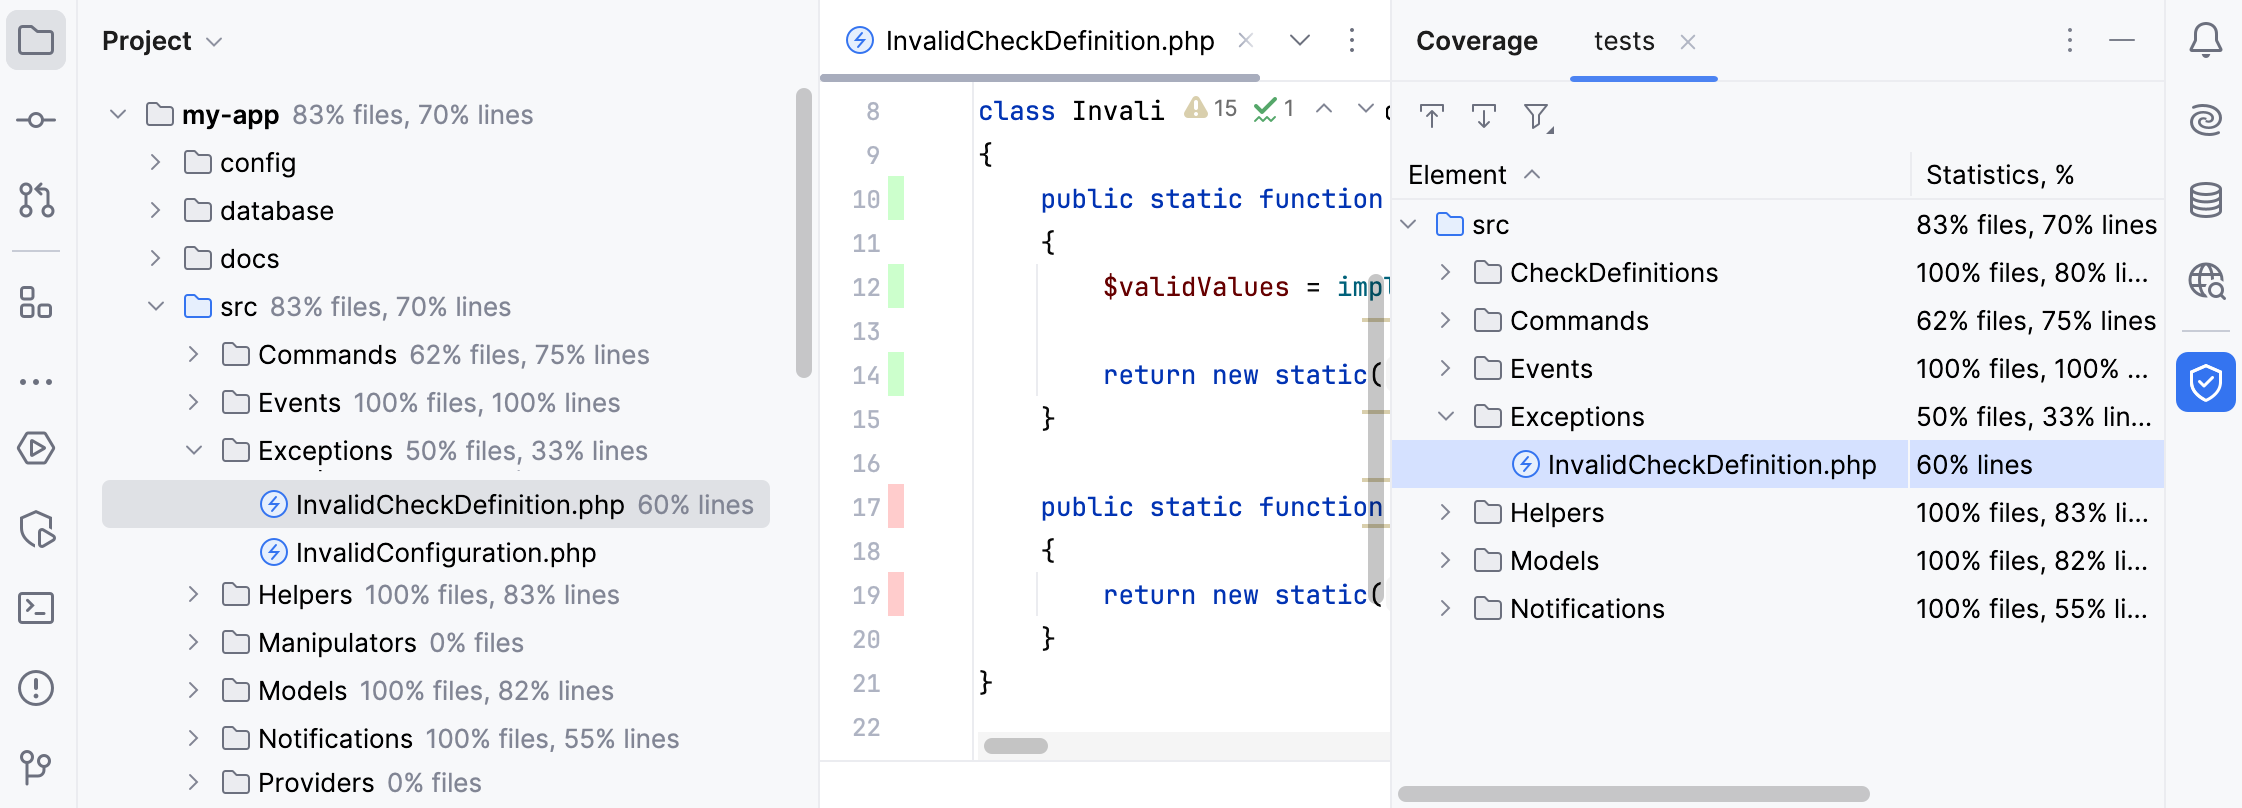 Project
my-app 83% files, 70% lines
config
database
docs
src 83% files, 70% lines
Commands 62% files, 75% lines
Events 100% files, 100% lines
Exceptions 50% files, 33% lines
InvalidCheckDefinition.php 60% lines
InvalidConfiguration.php
Helpers 100% files, 83% lines
Manipulators 0% files
Models 100% files, 82% lines
Notifications 100% files, 55% lines
Providers 0% files
InvalidCheckDefinition.php
8 class Invali 15 1
9 {
10 public static function
11 {
12 $validValues = impl
13
14 return new static(
15 }
16
17 public static function
18 {
19 return new static(
20 }
21 }
22
Coverage tests
Element Statistics, %
src 83% files, 70% lines
CheckDefinitions 100% files, 80% li...
Commands 62% files, 75% lines
Events 100% files, 100% ...
Exceptions 50% files, 33% lin...
InvalidCheckDefinition.php 60% lines
Helpers 100% files, 83% li...
Models 100% files, 82% li...
Notifications 100% files, 55% li...